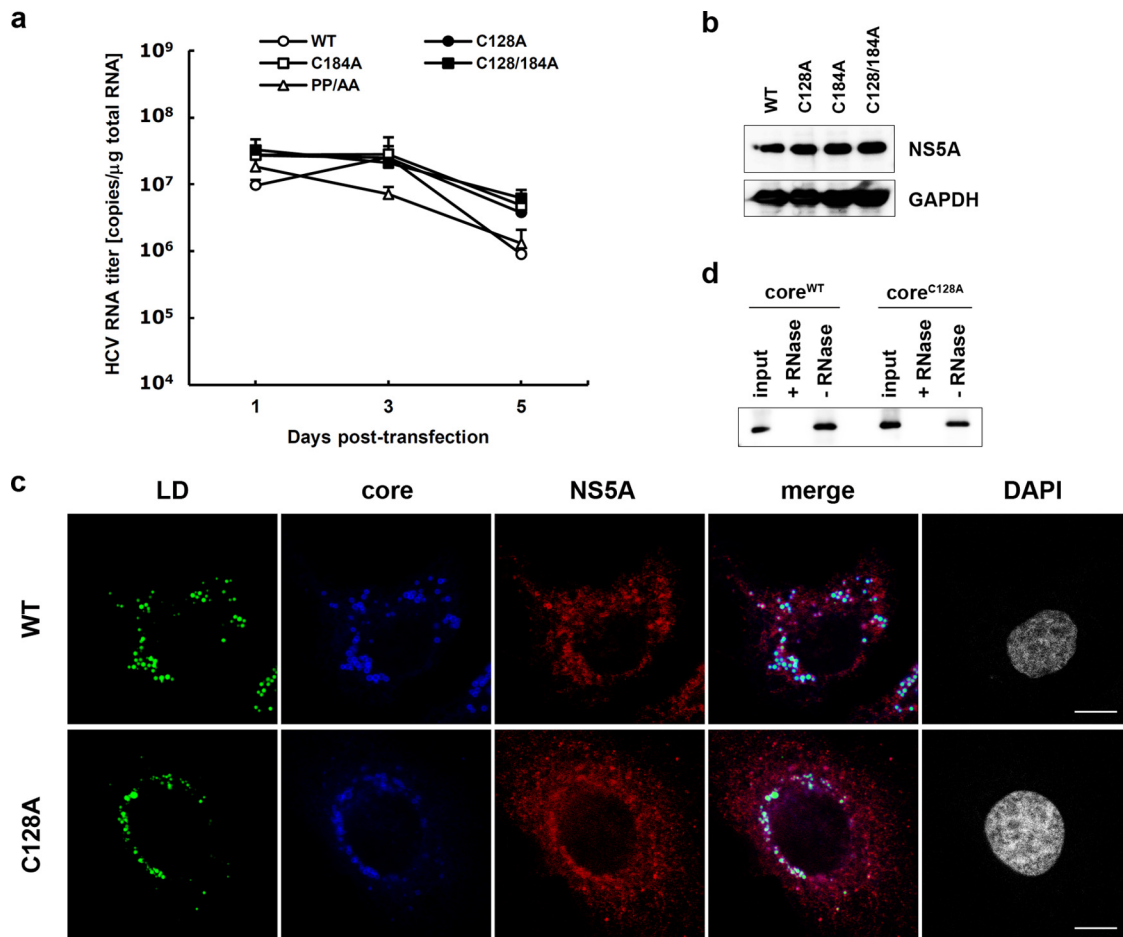 a
HCV RNA titer [copies/µg total RNA]
10⁹
10⁸
10⁷
10⁶
10⁵
10⁴
WT
C128A
C184A
C128/184A
PP/AA
1 3 5
Days post-transfection
b
WT C128A C184A C128/184A
NS5A
GAPDH
d
core^WT core^C128A
input + RNase - RNase input + RNase - RNase
c
LD core NS5A merge DAPI
WT
C128A